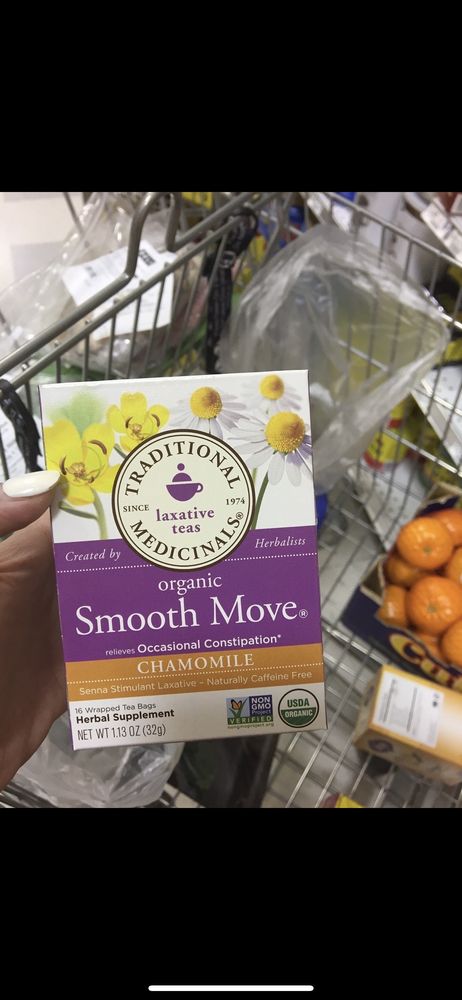 TRADITIONAL
SINCE 1974
laxative
teas
MEDICINALS®
Created by Herbalists
organic
Smooth Move®
relieves Occasional Constipation*
CHAMOMILE
Senna Stimulant Laxative – Naturally Caffeine Free
16 Wrapped Tea Bags
Herbal Supplement
NET WT 1.13 OZ (32g)
NON
GMO
Project
VERIFIED
nongmoproject.org
USDA
ORGANIC